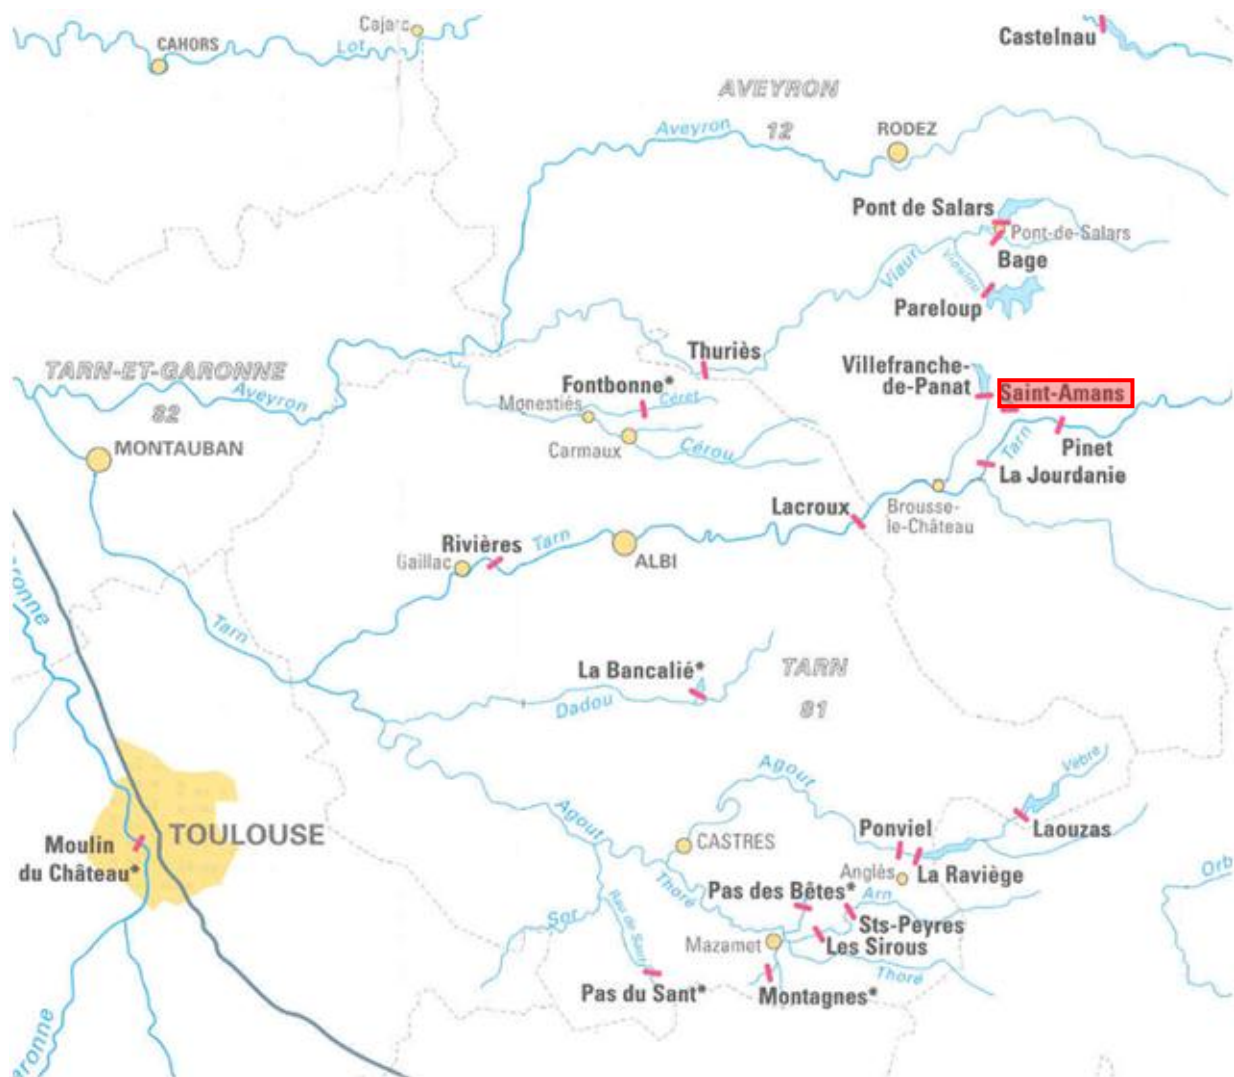 Cajarc
CAHORS
Lot
Castelnau
AVEYRON
12
Aveyron
RODEZ
Pont de Salars
Pont-de-Salars
Bage
Viaur
Vioulou
Pareloup
Thuriès
Villefranche-
de-Panat
Saint-Amans
TARN-ET-GARONNE
82
Aveyron
Fontbonne*
Céret
Monestiés
Carmaux
Cérou
MONTAUBAN
Tarn
Pinet
La Jourdanie
Brousse-
le-Château
Lacroux
Rivières
Tarn
Gaillac
ALBI
aronne
Tarn
La Bancalié*
TARN
81
Dadou
Agout
Vèbre
Agout
CASTRES
Ponviel
Laouzas
TOULOUSE
Moulin
du Château*
Anglès
La Raviège
Orb
Thoré
Pas des Bêtes*
Arn
Sts-Peyres
Sor
Mazamet
Les Sirous
Thoré
Pas du Sant*
Montagnes*
aronne